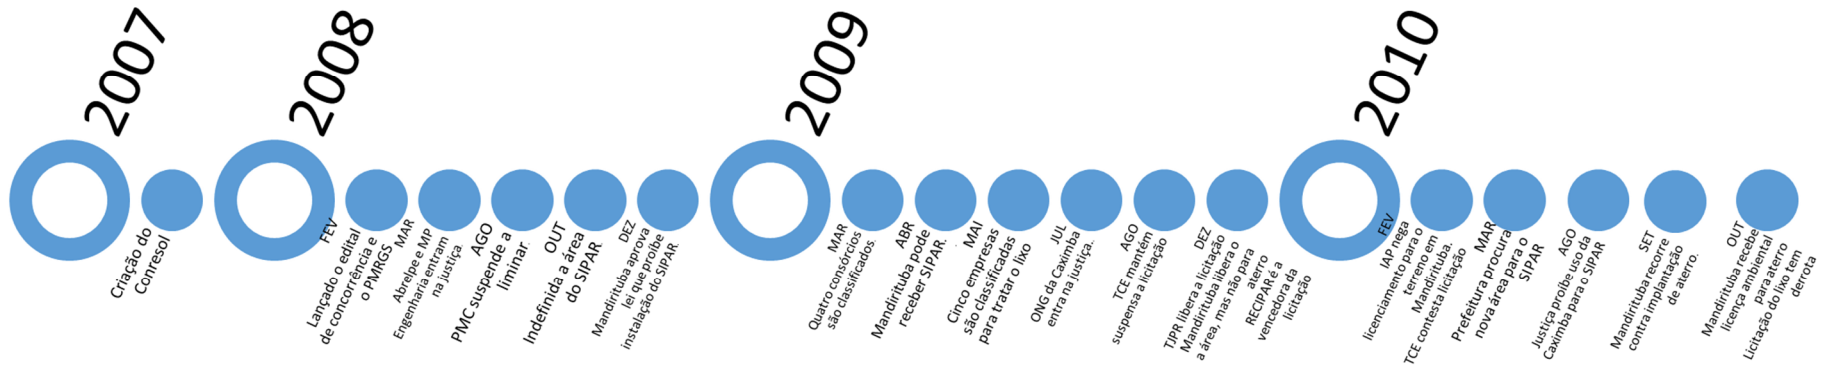 2007
Criação do
Conresol
2008
FEV
Lançado o edital
de concorrência e
o PMRGS
MAR
Abrelpe e MP
Engenharia entram
na justiça.
AGO
PMC suspende a
liminar.
OUT
Indefinida a área
do SIPAR
DEZ
Mandirituba aprova
lei que proíbe
instalação do SIPAR
2009
MAR
Quatro consórcios
são classificados.
ABR
Mandirituba pode
receber SIPAR.
.
MAI
Cinco empresas
são classificadas
para tratar o lixo
JUL
ONG da Caximba
entra na justiça.
AGO
TCE mantém
suspensa a licitação
DEZ
TJPR libera a licitação
Mandirituba libera o
a área, mas não para
aterro
RECIPAR é a
vencedora da
licitação
2010
FEV
IAP nega
licenciamento para o
terreno em
Mandirituba.
TCE contesta licitação
MAR
Prefeitura procura
nova área para o
SIPAR
AGO
Justiça proibe uso da
Caximba para o SIPAR
SET
Mandirituba recorre
contra implantação
de aterro.
OUT
Mandirituba recebe
licença ambiental
para aterro
Licitação do lixo tem
derrota